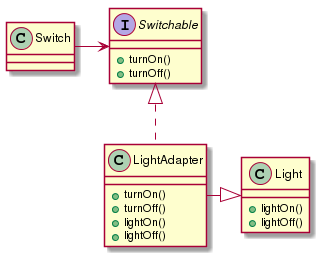 C Switch
I Switchable
turnOn()
turnOff()
C LightAdapter
turnOn()
turnOff()
lightOn()
lightOff()
C Light
lightOn()
lightOff()